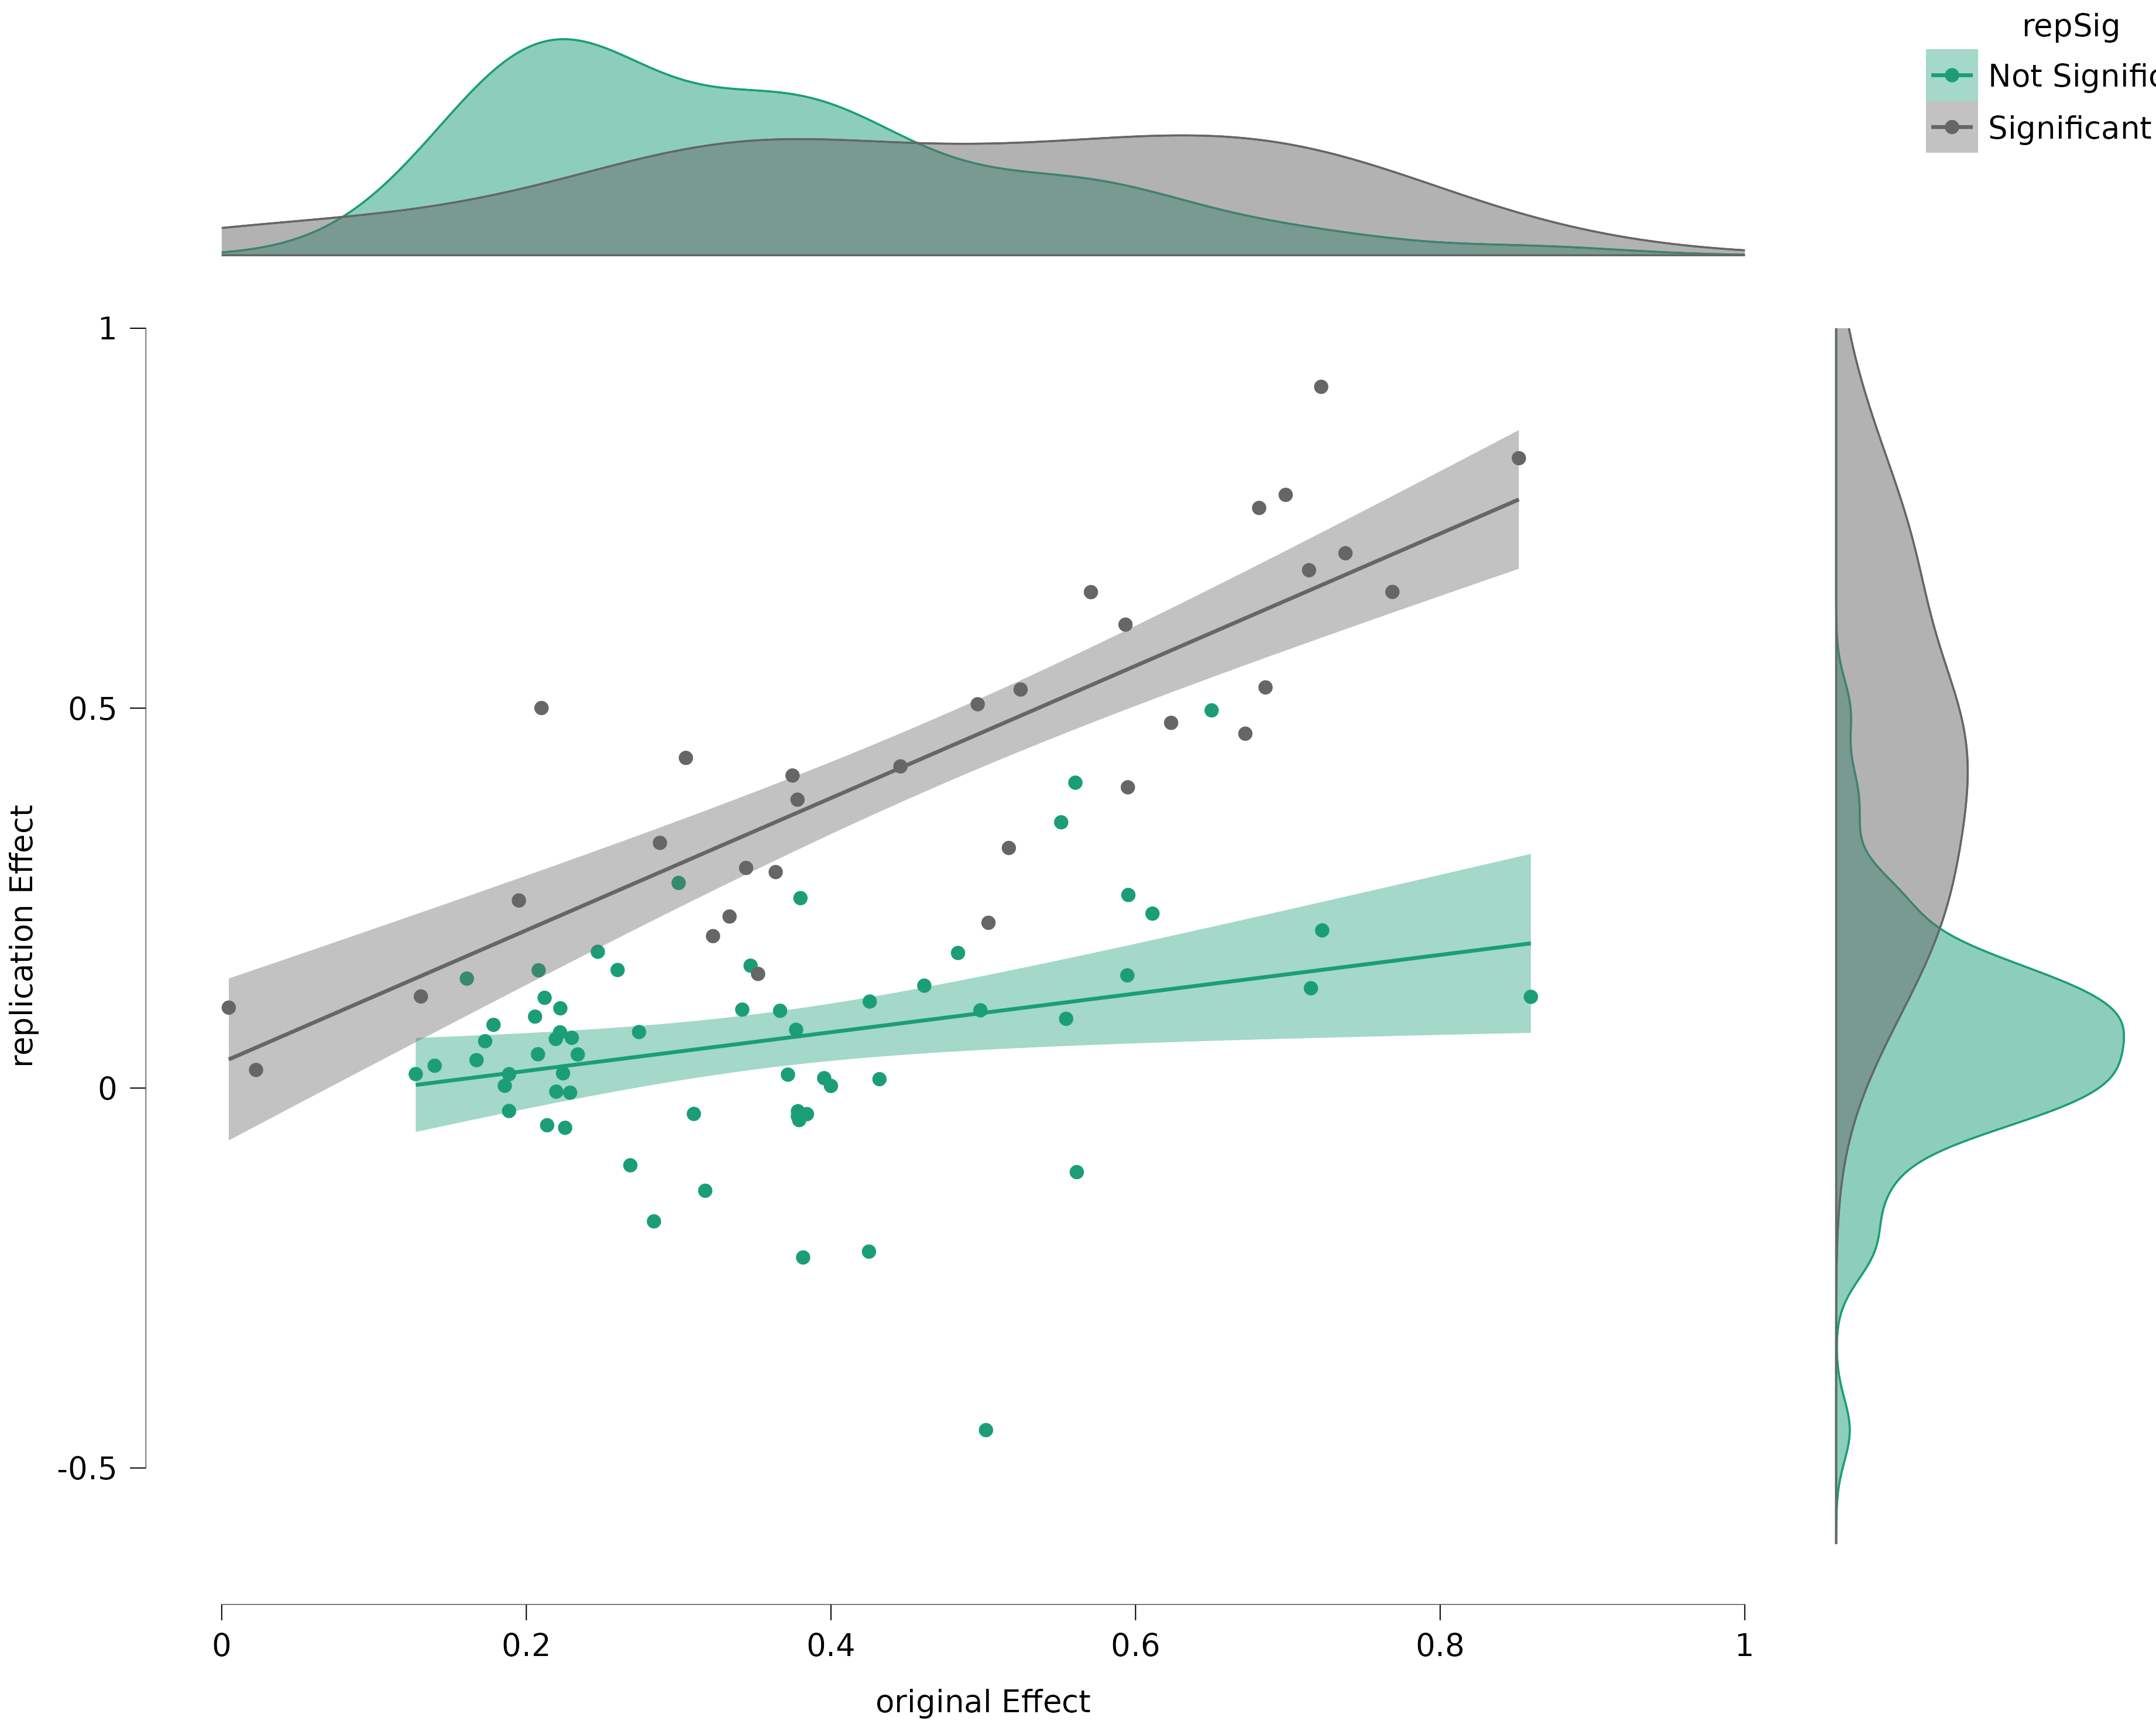 repSig
Not Signific
Significant
1
0.5
0
-0.5
replication Effect
0
0.2
0.4
0.6
0.8
1
original Effect